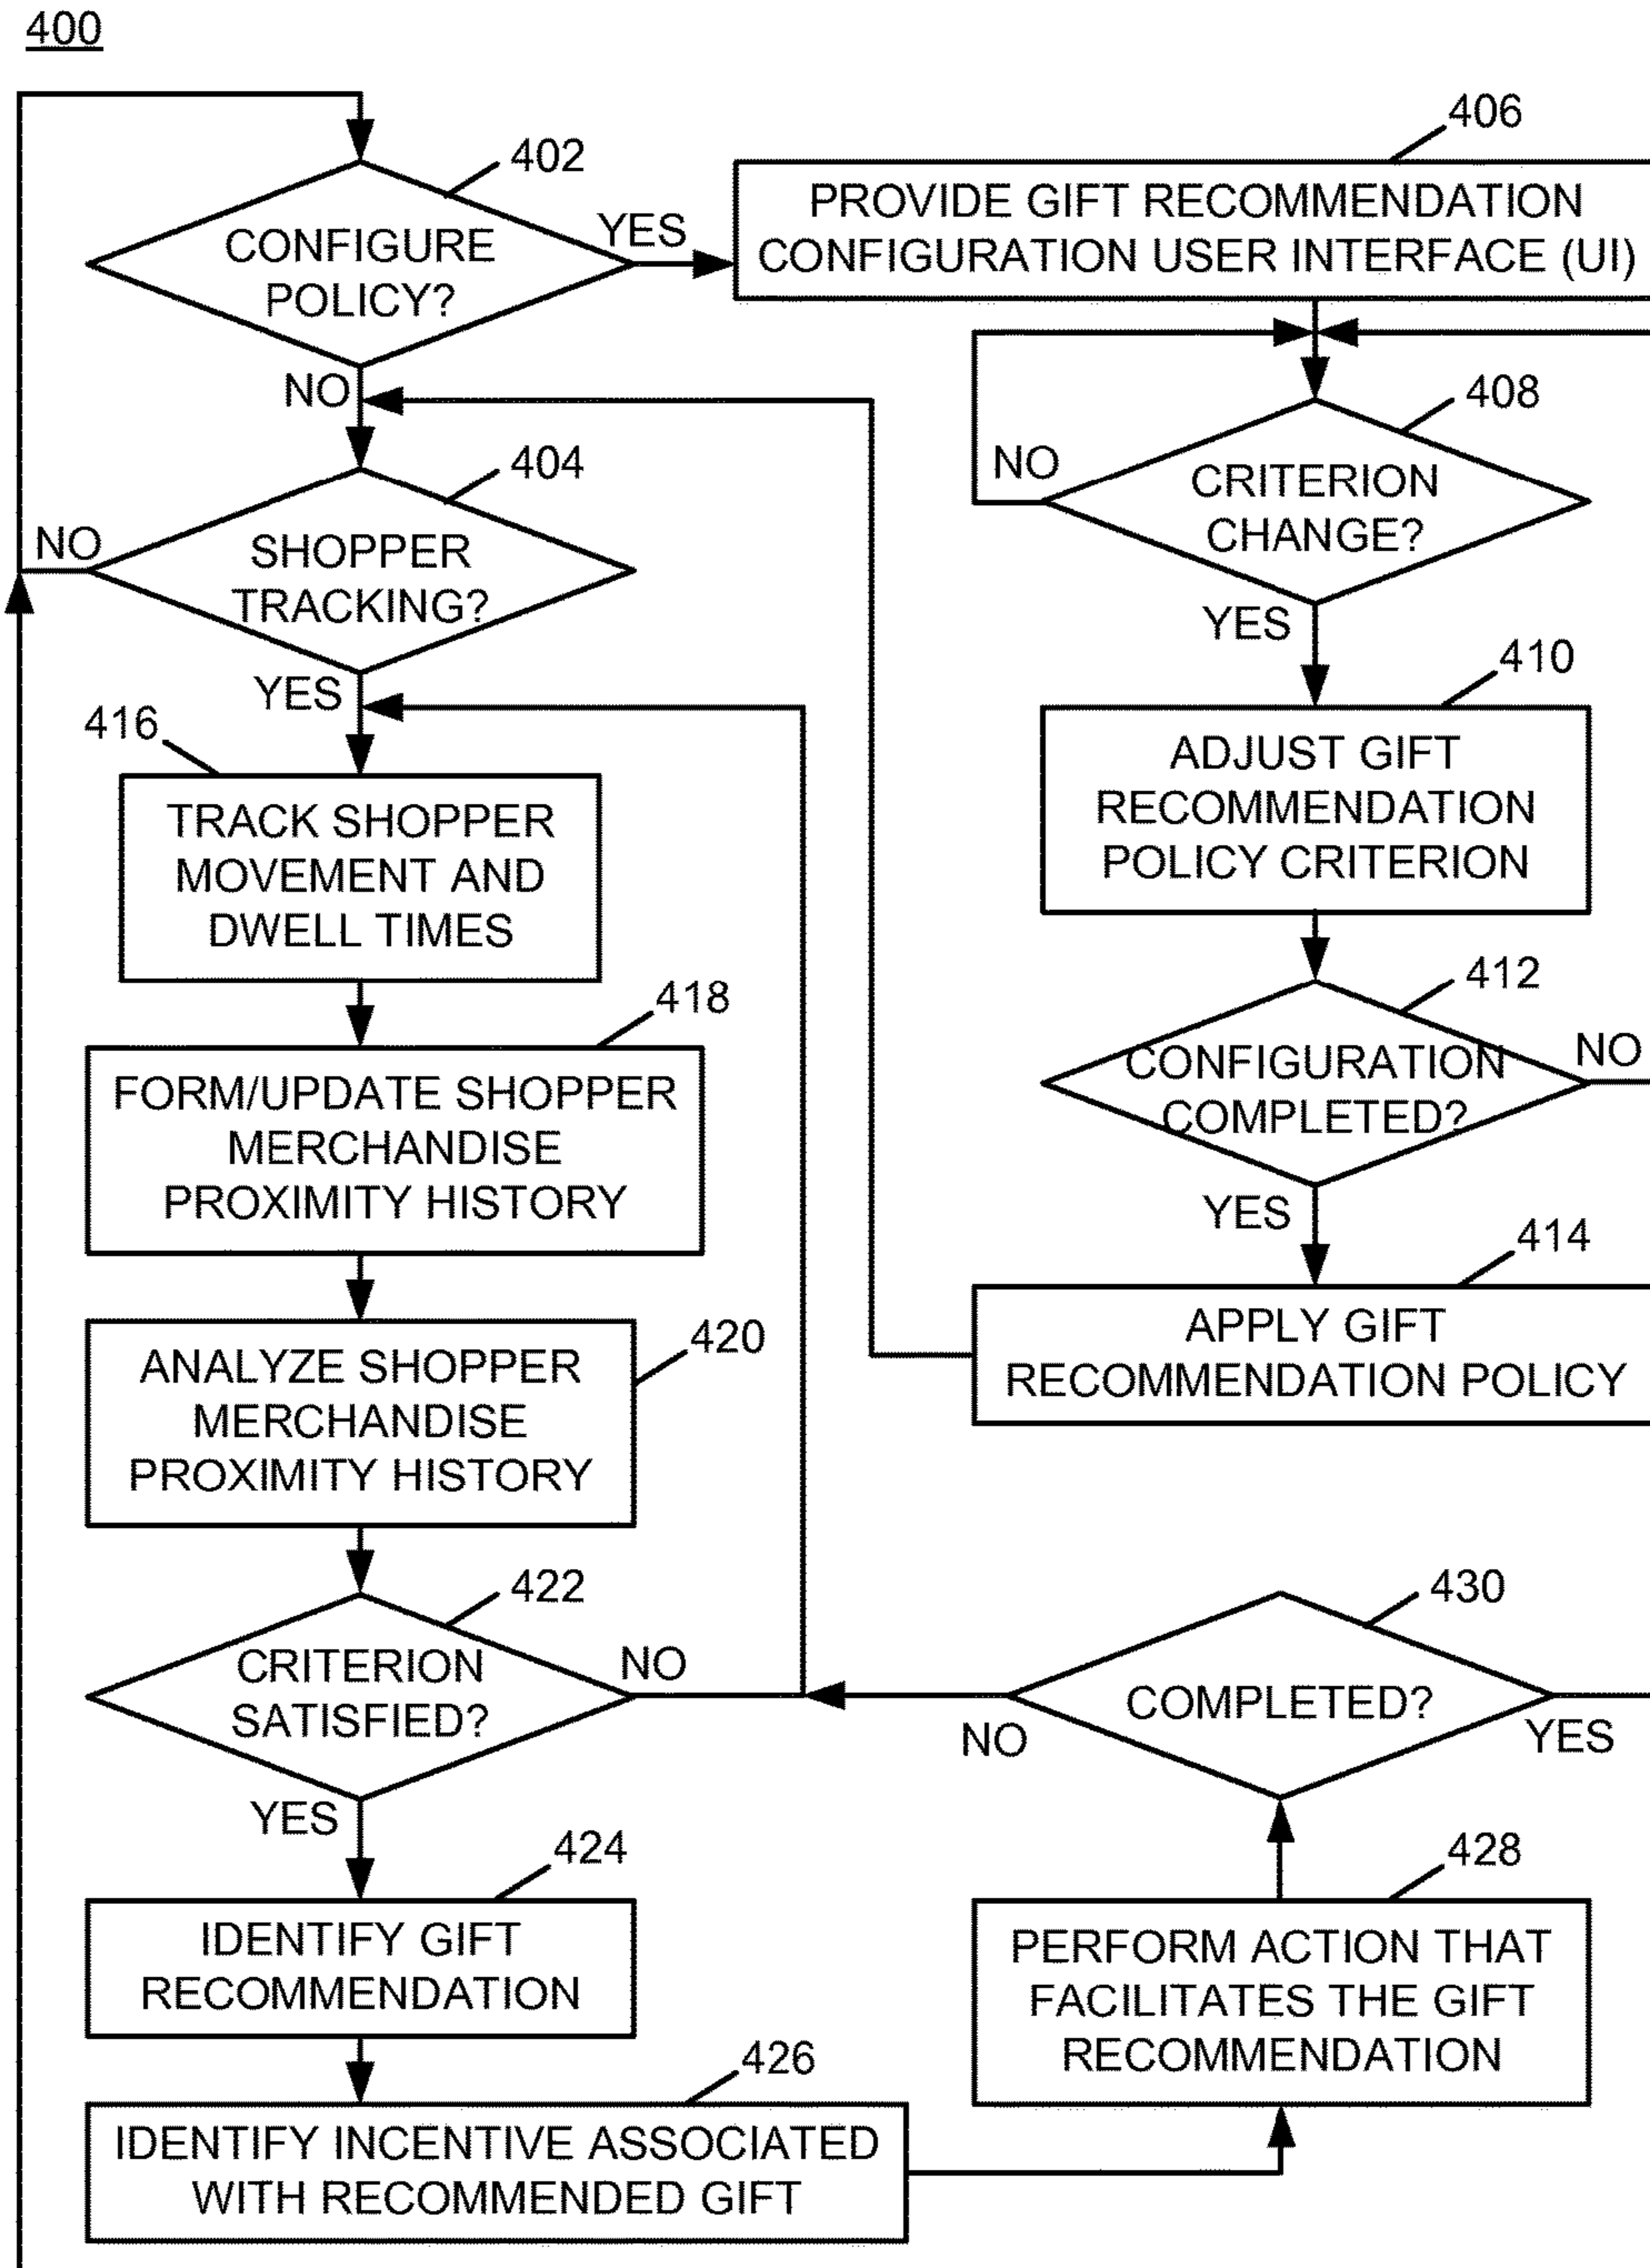 400
402
CONFIGURE
POLICY?
YES
NO
406
PROVIDE GIFT RECOMMENDATION
CONFIGURATION USER INTERFACE (UI)
404
SHOPPER
TRACKING?
NO
YES
408
CRITERION
CHANGE?
NO
YES
410
ADJUST GIFT
RECOMMENDATION
POLICY CRITERION
412
CONFIGURATION
COMPLETED?
NO
YES
414
APPLY GIFT
RECOMMENDATION POLICY
416
TRACK SHOPPER
MOVEMENT AND
DWELL TIMES
418
FORM/UPDATE SHOPPER
MERCHANDISE
PROXIMITY HISTORY
420
ANALYZE SHOPPER
MERCHANDISE
PROXIMITY HISTORY
422
CRITERION
SATISFIED?
NO
YES
424
IDENTIFY GIFT
RECOMMENDATION
426
IDENTIFY INCENTIVE ASSOCIATED
WITH RECOMMENDED GIFT
428
PERFORM ACTION THAT
FACILITATES THE GIFT
RECOMMENDATION
430
COMPLETED?
NO
YES